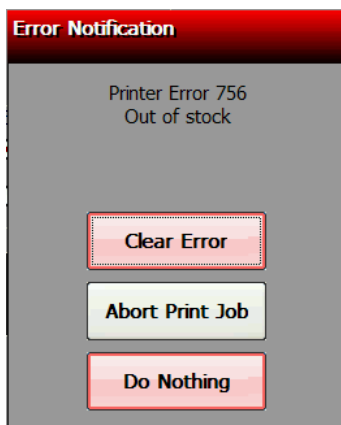 Error Notification
Printer Error 756
Out of stock
Clear Error
Abort Print Job
Do Nothing